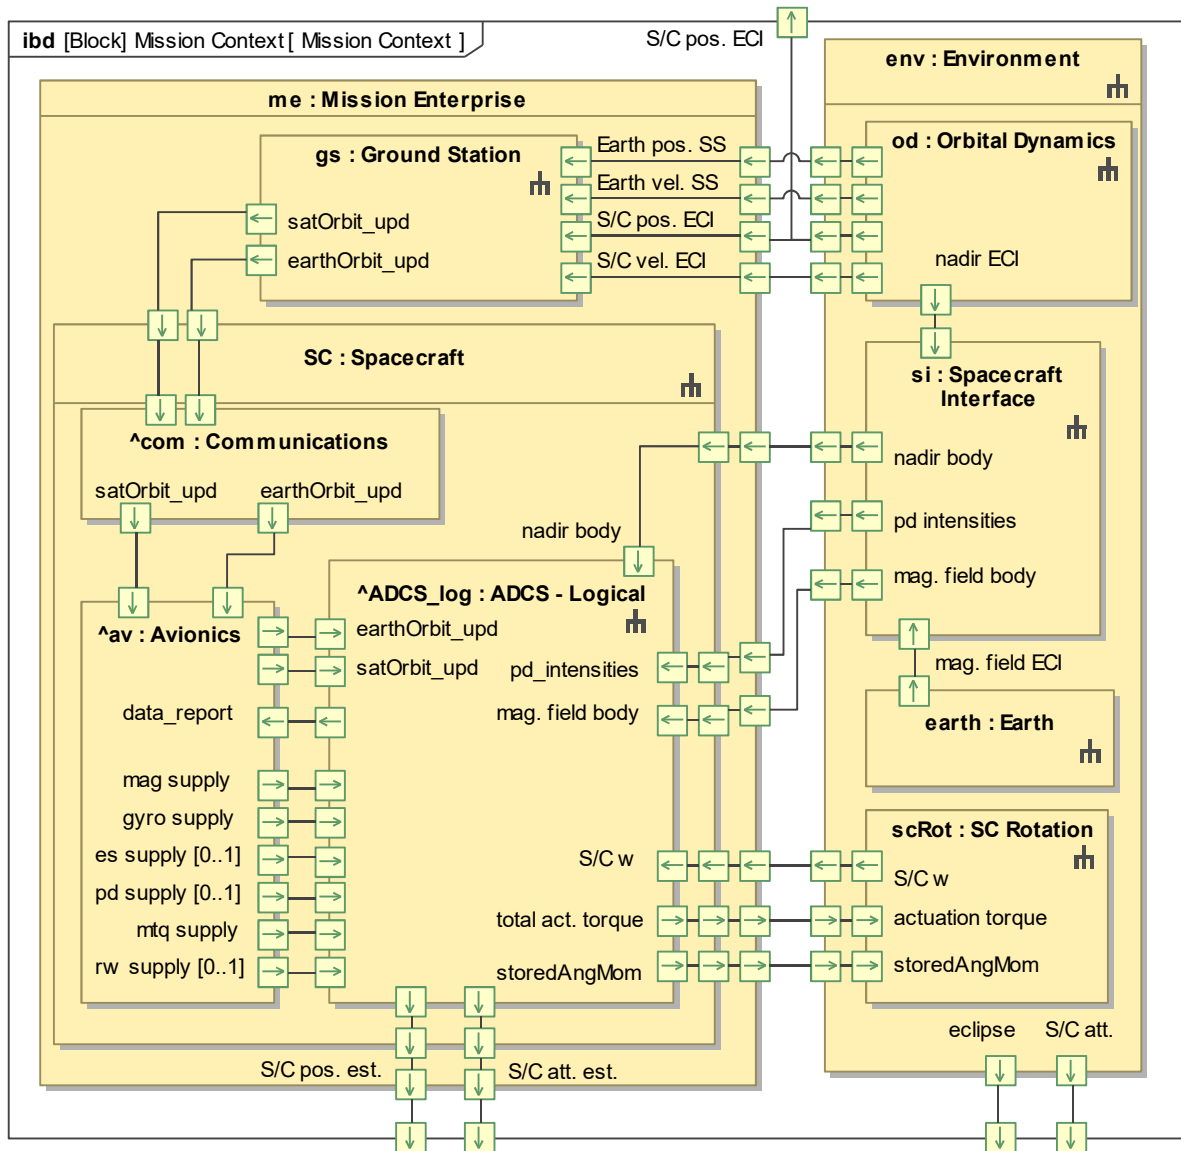 ibd [Block] Mission Context [ Mission Context ]
S/C pos. ECI
env : Environment
me : Mission Enterprise
gs : Ground Station
Earth pos. SS
Earth vel. SS
S/C pos. ECI
S/C vel. ECI
satOrbit_upd
earthOrbit_upd
od : Orbital Dynamics
nadir ECI
SC : Spacecraft
si : Spacecraft
Interface
^com : Communications
satOrbit_upd
earthOrbit_upd
nadir body
pd intensities
mag. field body
nadir body
^av : Avionics
^ADCS_log : ADCS - Logical
earthOrbit_upd
satOrbit_upd
pd_intensities
mag. field body
mag. field ECI
data_report
earth : Earth
mag supply
gyro supply
es supply [0..1]
pd supply [0..1]
mtq supply
rw supply [0..1]
S/C w
total act. torque
storedAngMom
scRot : SC Rotation
S/C w
actuation torque
storedAngMom
eclipse
S/C att.
S/C pos. est.
S/C att. est.